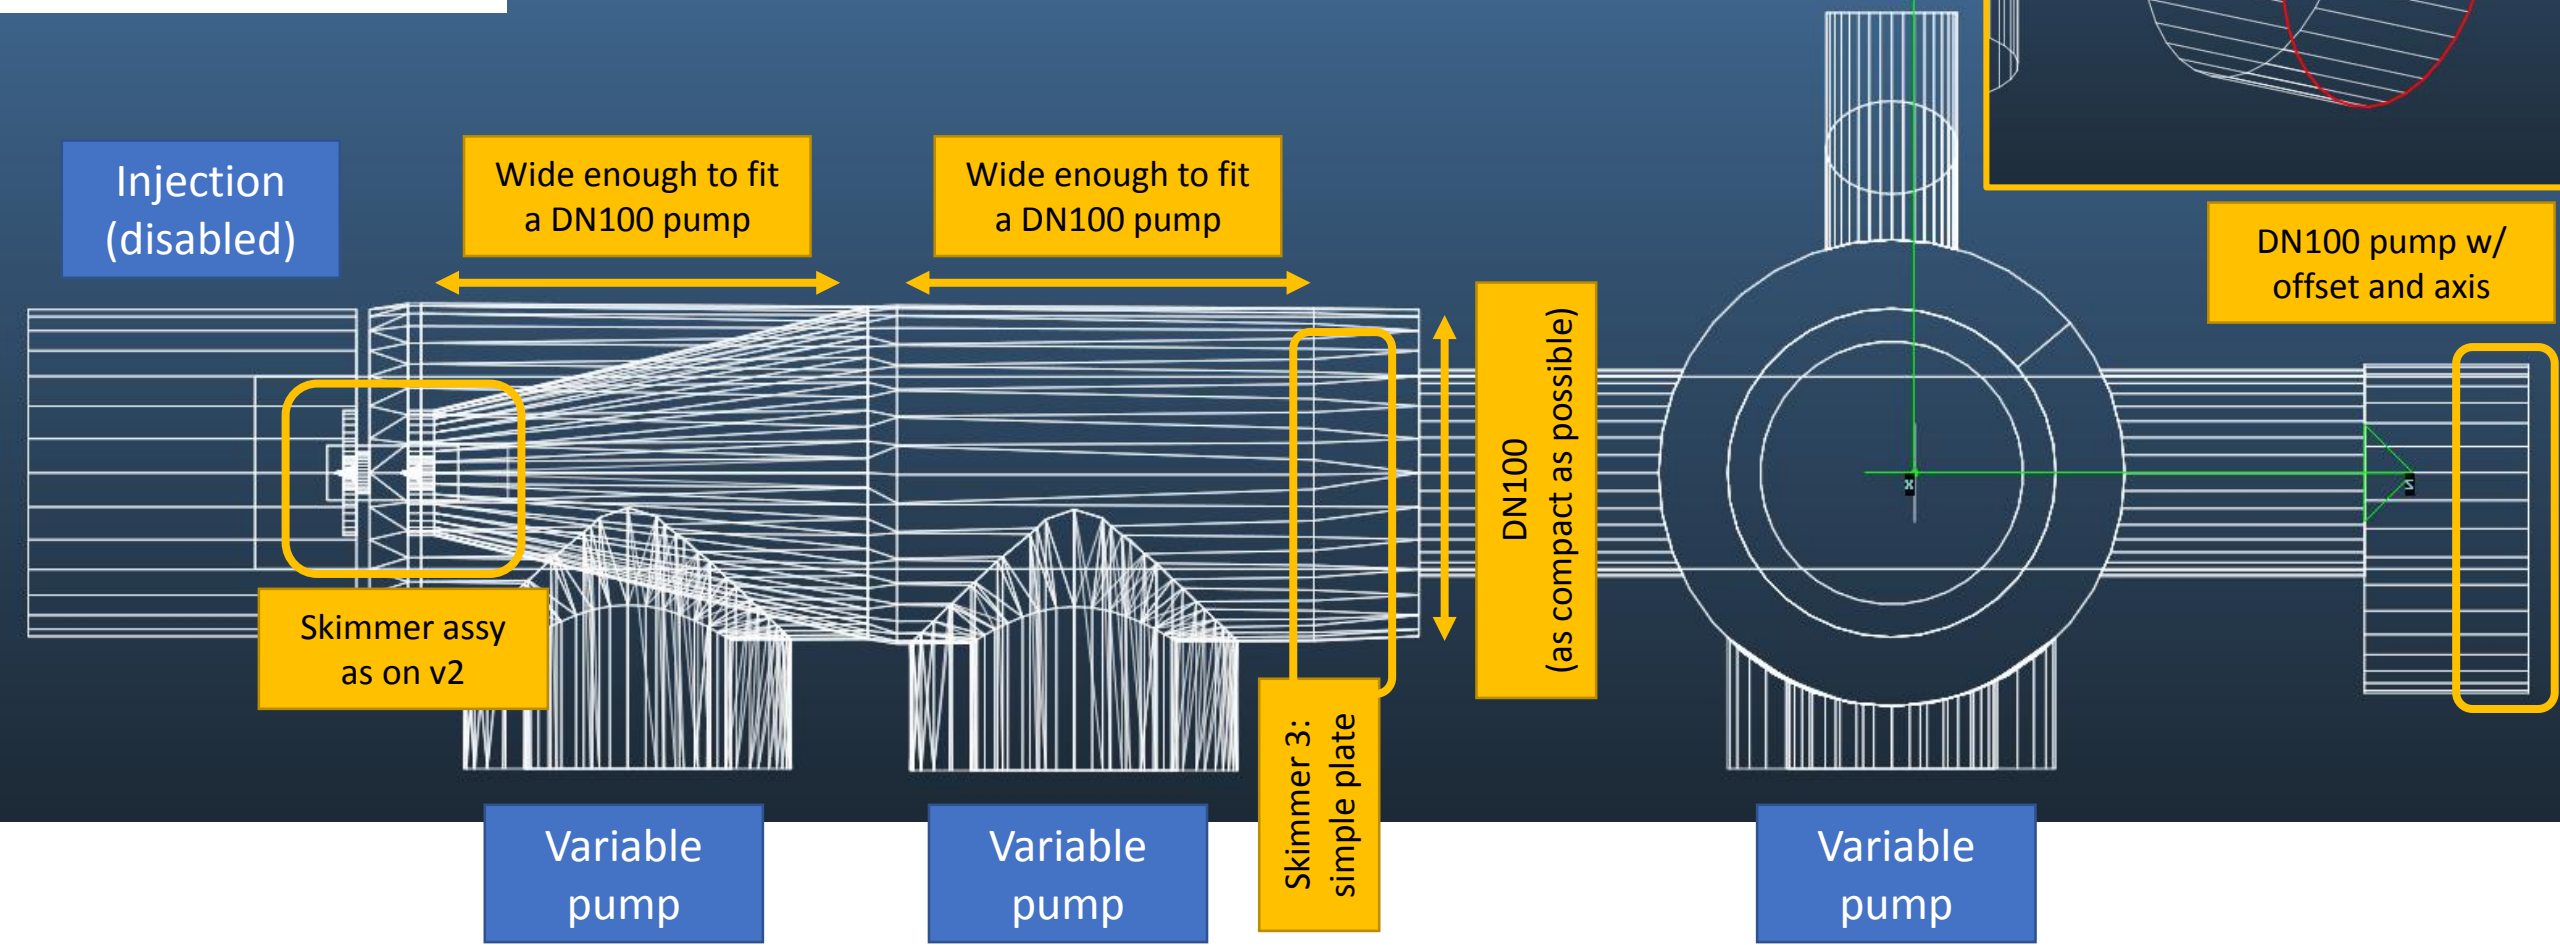 Injection
(disabled)
Wide enough to fit
a DN100 pump
Wide enough to fit
a DN100 pump
DN100 pump w/
offset and axis
DN100
(as compact as possible)
Skimmer assy
as on v2
Skimmer 3:
simple plate
X
Z
Variable
pump
Variable
pump
Variable
pump